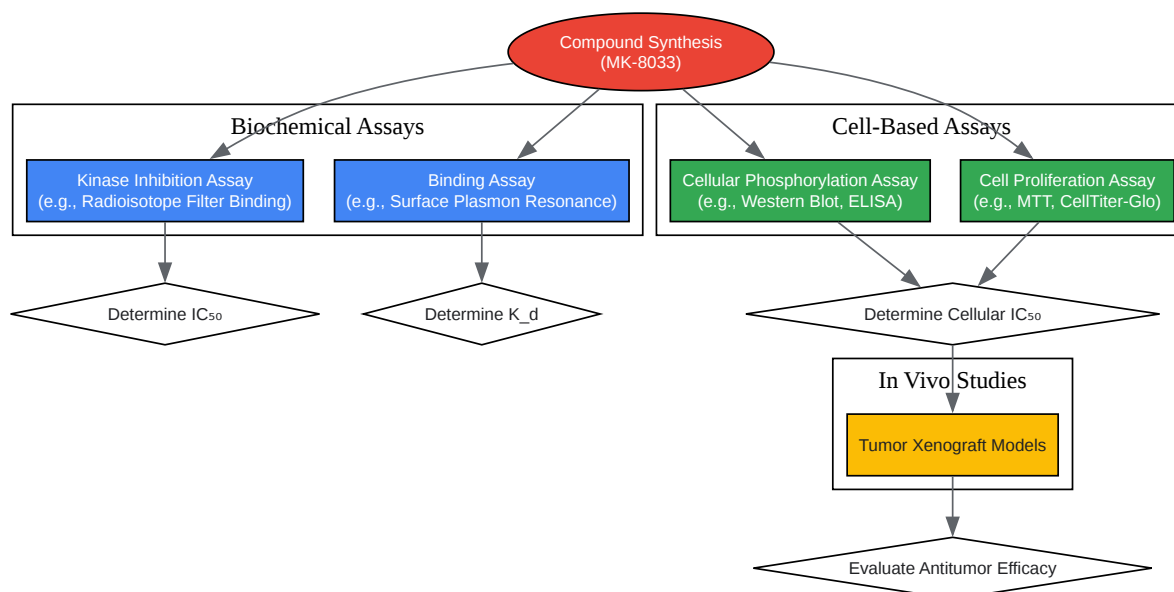 Compound Synthesis
(MK-8033)
Biochemical Assays
Cell-Based Assays
Kinase Inhibition Assay
(e.g., Radioisotope Filter Binding)
Binding Assay
(e.g., Surface Plasmon Resonance)
Cellular Phosphorylation Assay
(e.g., Western Blot, ELISA)
Cell Proliferation Assay
(e.g., MTT, CellTiter-Glo)
Determine IC₅₀
Determine K_d
Determine Cellular IC₅₀
In Vivo Studies
Tumor Xenograft Models
Evaluate Antitumor Efficacy